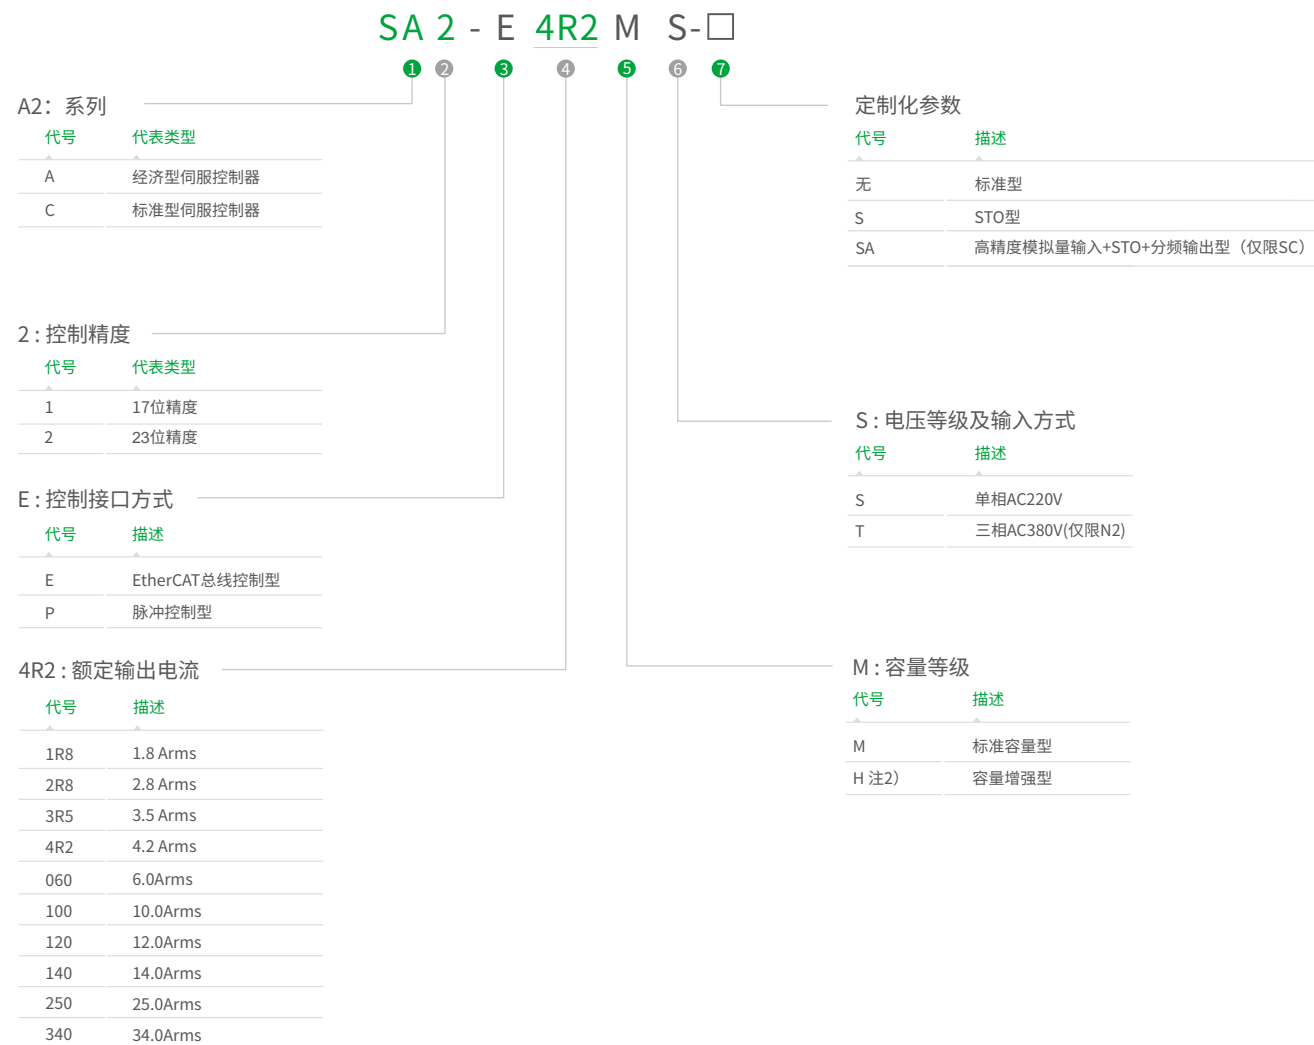 SA2-E 4R2 M S-□
1 2 3 4 5 6 7
A2：系列
代号 代表类型
A 经济型伺服控制器
C 标准型伺服控制器
2 : 控制精度
代号 代表类型
1 17位精度
2 23位精度
E : 控制接口方式
代号 描述
E EtherCAT总线控制型
P 脉冲控制型
4R2 : 额定输出电流
代号 描述
1R8 1.8 Arms
2R8 2.8 Arms
3R5 3.5 Arms
4R2 4.2 Arms
060 6.0Arms
100 10.0Arms
120 12.0Arms
140 14.0Arms
250 25.0Arms
340 34.0Arms
定制化参数
代号 描述
无 标准型
S STO型
SA 高精度模拟量输入+STO+分频输出型（仅限SC）
S : 电压等级及输入方式
代号 描述
S 单相AC220V
T 三相AC380V(仅限N2)
M : 容量等级
代号 描述
M 标准容量型
H 注2） 容量增强型